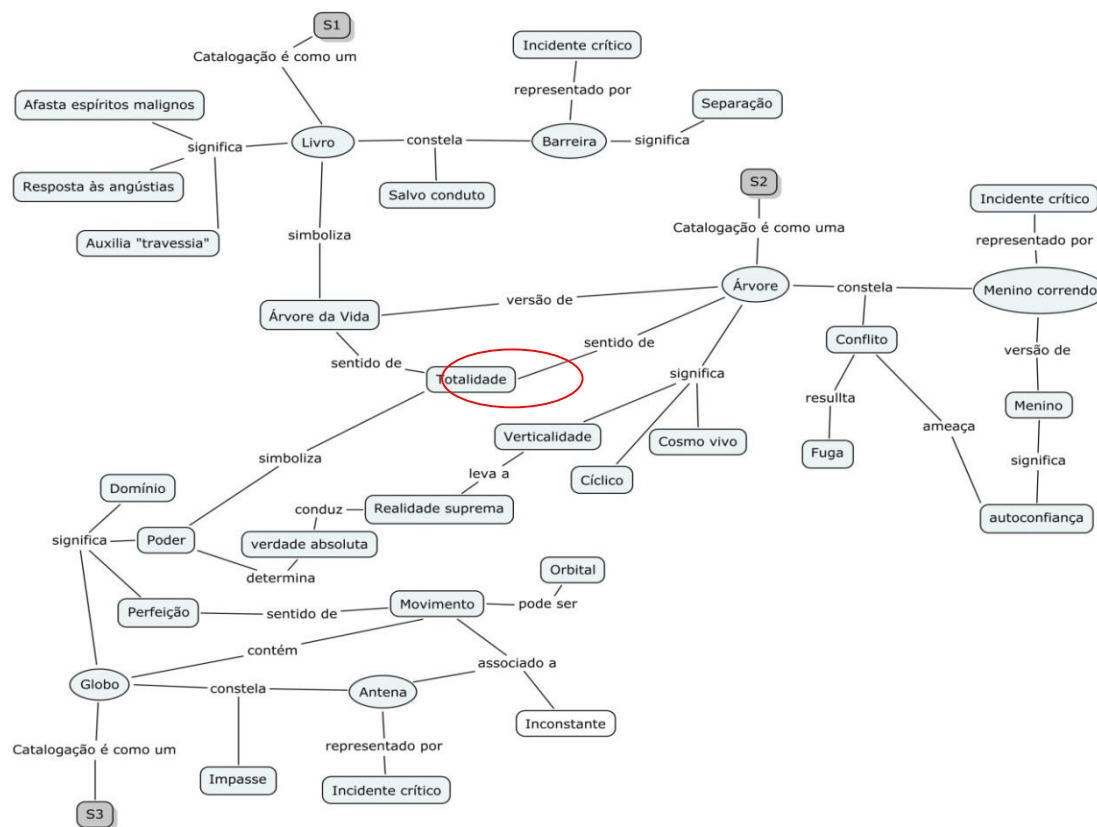 S1
Catalogação é como um
Incidente crítico
representado por
Afasta espíritos malignos
Separação
significa
Livro
constela
Barreira
significa
Resposta às angústias
Salvo conduto
S2
Incidente crítico
Auxilia "travessia"
simboliza
Catalogação é como uma
representado por
Árvore
constela
Menino correndo
versão de
Árvore da Vida
Conflito
sentido de
versão de
sentido de
Totalidade
significa
resullta
Menino
ameaça
Verticalidade
Cosmo vivo
Fuga
simboliza
significa
leva a
Cíclico
Domínio
conduz
Realidade suprema
autoconfiança
significa
Poder
verdade absoluta
determina
Orbital
Perfeição
sentido de
Movimento
pode ser
contém
associado a
Globo
constela
Antena
Inconstante
Catalogação é como um
representado por
Impasse
Incidente crítico
S3